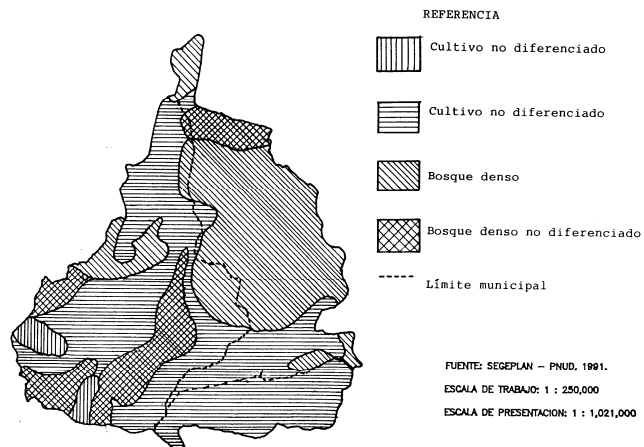 REFERENCIA
Cultivo no diferenciado
Cultivo no diferenciado
Bosque denso
Bosque denso no diferenciado
Límite municipal
FUENTE: SEGEPLAN – PNUD, 1991.
ESCALA DE TRABAJO: 1 : 250,000
ESCALA DE PRESENTACION: 1 : 1,021,000